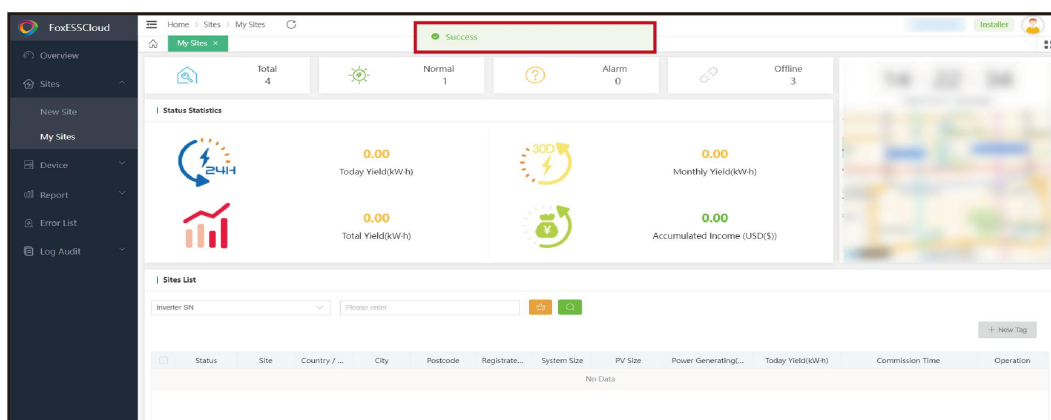 FoxESSCloud
Home > Sites > My Sites
Success
Installer
My Sites ×
Overview
Sites
New Site
My Sites
Device
Report
Error List
Log Audit
Total
4
Normal
1
Alarm
0
Offline
3
Status Statistics
24H
0.00
Today Yield(kW·h)
30D
0.00
Monthly Yield(kW·h)
0.00
Total Yield(kW·h)
¥
0.00
Accumulated Income (USD($))
Sites List
Inverter SN
Please enter
+ New Tag
Status Site Country / ... City Postcode Registrate... System Size PV Size Power Generating(... Today Yield(kW·h) Commission Time Operation
No Data